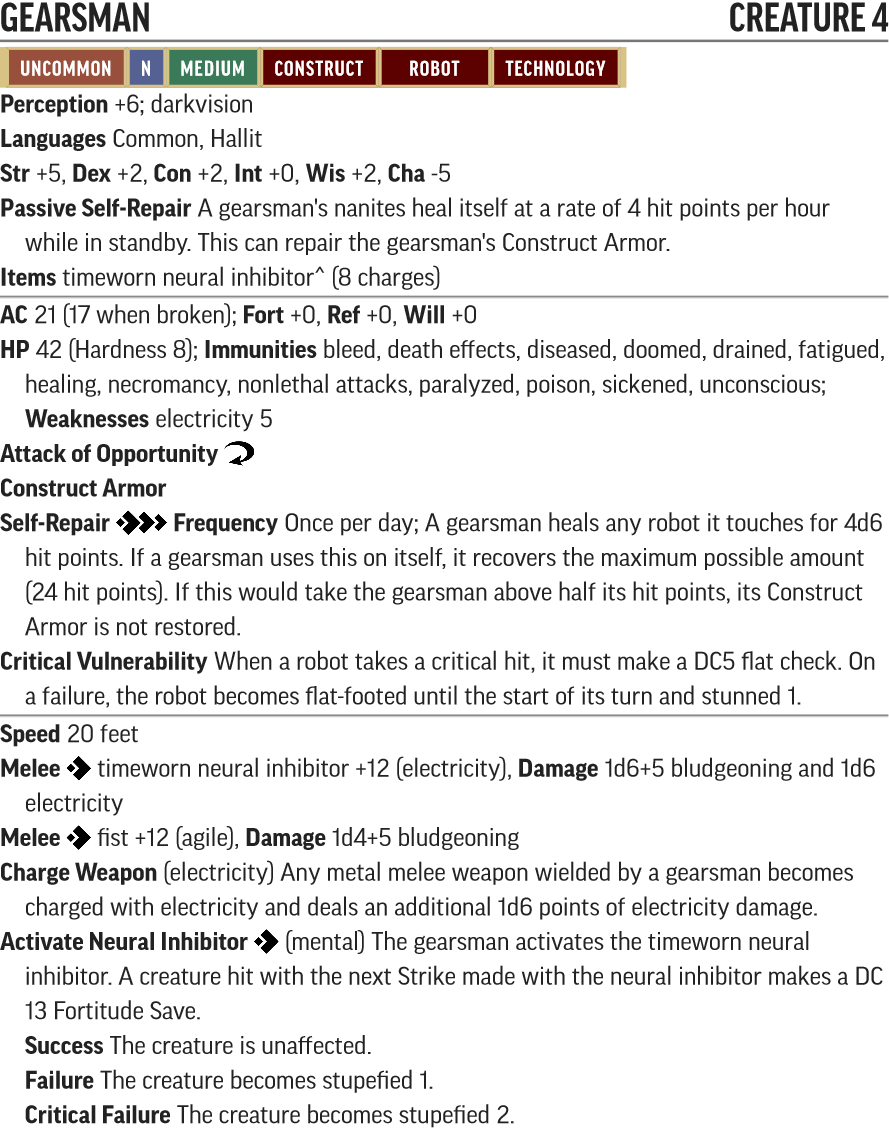 GEARSMAN CREATURE 4
UNCOMMON N MEDIUM CONSTRUCT ROBOT TECHNOLOGY
Perception +6; darkvision
Languages Common, Hallit
Str +5, Dex +2, Con +2, Int +0, Wis +2, Cha -5
Passive Self-Repair A gearsman's nanites heal itself at a rate of 4 hit points per hour
while in standby. This can repair the gearsman's Construct Armor.
Items timeworn neural inhibitor^ (8 charges)
AC 21 (17 when broken); Fort +0, Ref +0, Will +0
HP 42 (Hardness 8); Immunities bleed, death effects, diseased, doomed, drained, fatigued,
healing, necromancy, nonlethal attacks, paralyzed, poison, sickened, unconscious;
Weaknesses electricity 5
Attack of Opportunity
Construct Armor
Self-Repair Frequency Once per day; A gearsman heals any robot it touches for 4d6
hit points. If a gearsman uses this on itself, it recovers the maximum possible amount
(24 hit points). If this would take the gearsman above half its hit points, its Construct
Armor is not restored.
Critical Vulnerability When a robot takes a critical hit, it must make a DC5 flat check. On
a failure, the robot becomes flat-footed until the start of its turn and stunned 1.
Speed 20 feet
Melee timeworn neural inhibitor +12 (electricity), Damage 1d6+5 bludgeoning and 1d6
electricity
Melee fist +12 (agile), Damage 1d4+5 bludgeoning
Charge Weapon (electricity) Any metal melee weapon wielded by a gearsman becomes
charged with electricity and deals an additional 1d6 points of electricity damage.
Activate Neural Inhibitor (mental) The gearsman activates the timeworn neural
inhibitor. A creature hit with the next Strike made with the neural inhibitor makes a DC
13 Fortitude Save.
Success The creature is unaffected.
Failure The creature becomes stupefied 1.
Critical Failure The creature becomes stupefied 2.